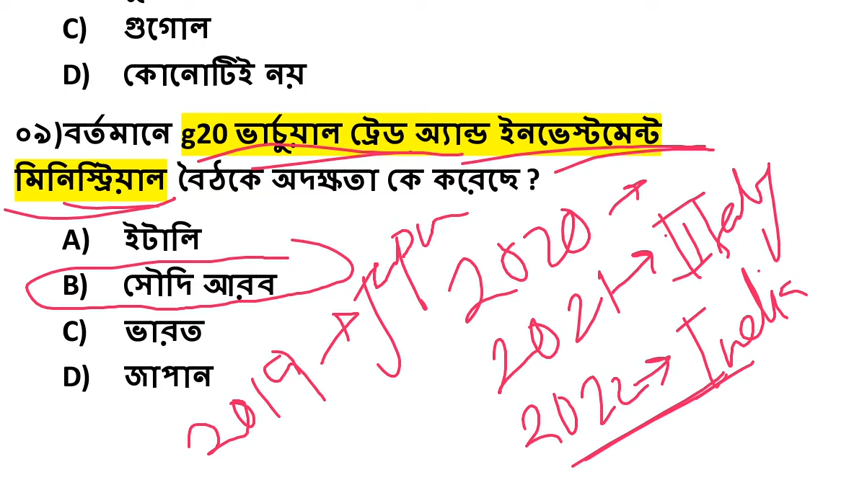 C) গুগোল
D) কোনোটিই নয়
০৯)বর্তমানে g20 ভার্চুয়াল ট্রেড অ্যান্ড ইনভেস্টমেন্ট
মিনিস্ট্রিয়াল বৈঠকে অদক্ষতা কে করেছে ?
A) ইটালি
B) সৌদি আরব
C) ভারত
D) জাপান
2019 → Japan
2020 →
2021 → Italy
2022 → India